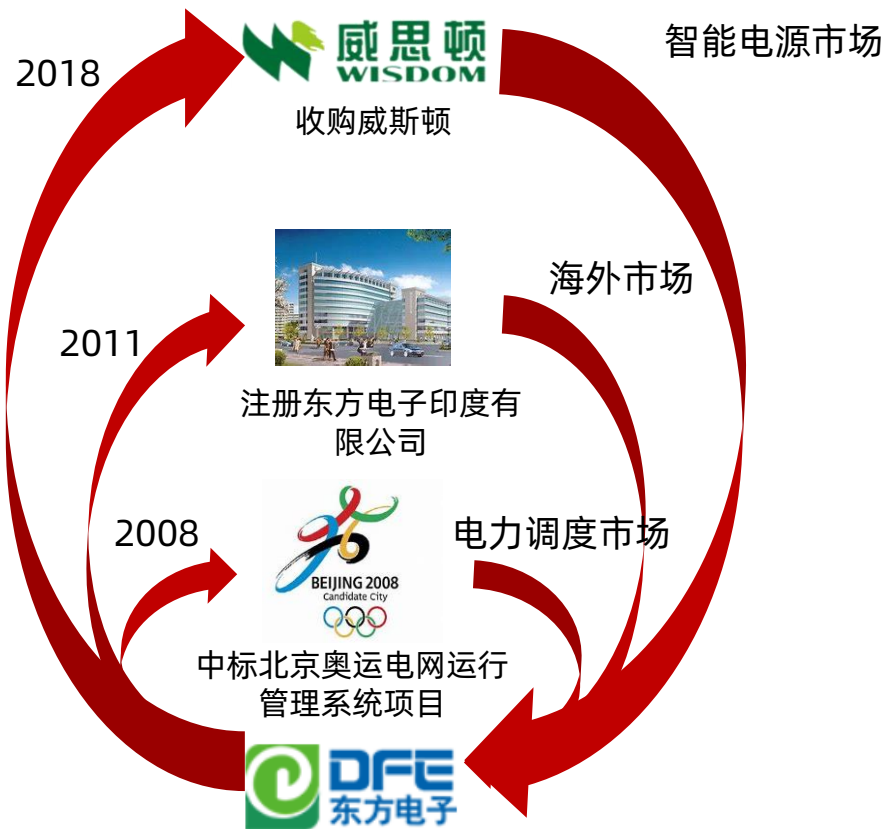 威思顿
WISDOM
智能电源市场
2018
收购威斯顿
海外市场
2011
注册东方电子印度有
限公司
2008
电力调度市场
BEIJING 2008
Candidate City
中标北京奥运电网运行
管理系统项目
DFE
东方电子